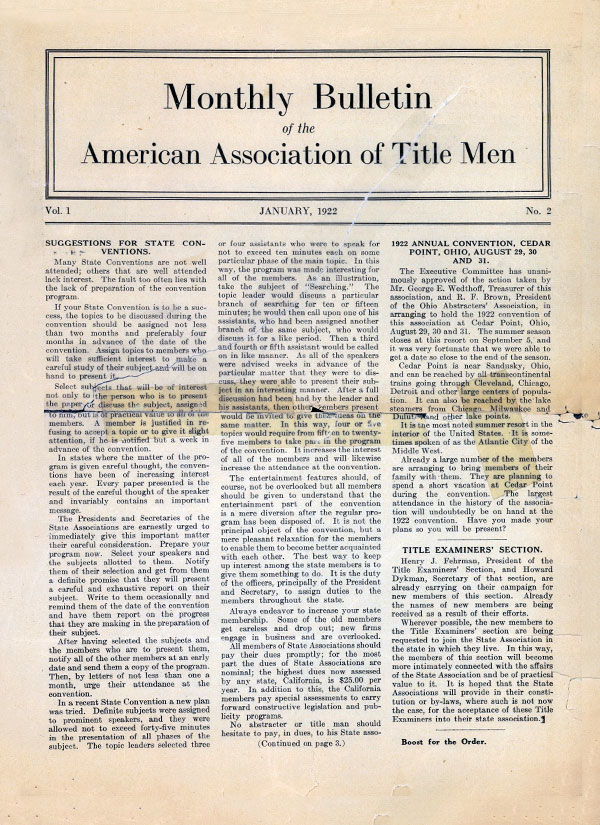 Monthly Bulletin
of the
American Association of Title Men
Vol. 1
JANUARY, 1922
No. 2
SUGGESTIONS FOR STATE CON-
VENTIONS.
Many State Conventions are not well
attended; others that are well attended
lack interest. The fault too often lies with
the lack of preparation of the convention
program.
If your State Convention is to be a suc-
cess, the topics to be discussed during the
convention should be assigned not less
than two months and preferably four
months in advance of the date of the
convention. Assign topics to members who
will take sufficient interest to make a
careful study of their subject and will be on
hand to present it.
Select subjects that will be of interest
not only to the person who is to present
the paper or discuss the subject, assigned
to him, but is of practical value to all of the
members. A member is justified in re-
fusing to accept a topic or to give it slight
attention, if he is notified but a week in
advance of the convention.
In states where the matter of the pro-
gram is given careful thought, the conven-
tions have been of increasing interest
each year. Every paper presented is the
result of the careful thought of the speaker
and invariably contains an important
message.
The Presidents and Secretaries of the
State Associations are earnestly urged to
immediately give this important matter
their careful consideration. Prepare your
program now. Select your speakers and
the subjects allotted to them. Notify
them of their selection and get from them
a definite promise that they will present
a careful and exhaustive report on their
subject. Write to them occasionally and
remind them of the date of the convention
and have them report on the progress
that they are making in the preparation of
their subject.
After having selected the subjects and
the members who are to present them,
notify all of the other members at an early
date and send them a copy of the program.
Then, by letters of not less than one a
month, urge their attendance at the
convention.
In a recent State Convention a new plan
was tried. Definite subjects were assigned
to prominent speakers, and they were
allowed not to exceed forty-five minutes
in the presentation of all phases of the
subject. The topic leaders selected three
or four assistants who were to speak for
not to exceed ten minutes each on some
particular phase of the main topic. In this
way, the program was made interesting for
all of the members. As an illustration,
take the subject of "Searching." The
topic leader would discuss a particular
branch of searching for ten or fifteen
minutes; he would then call upon one of his
assistants, who had been assigned another
branch of the same subject, who would
discuss it for a like period. Then a third
and fourth or fifth assistant would be called
on in like manner. As all of the speakers
were advised weeks in advance of the
particular matter that they were to dis-
cuss, they were able to present their sub-
ject in an interesting manner. After a full
discussion had been had by the leader and
his assistants, then other members present
would be invited to give their views on the
same matter. In this way, four or five
topics would require from fifteen to twenty-
five members to take part in the program
of the convention. It increases the interest
of all of the members and will likewise
increase the attendance at the convention.
The entertainment features should, of
course, not be overlooked but all members
should be given to understand that the
entertainment part of the convention
is a mere diversion after the regular pro-
gram has been disposed of. It is not the
principal object of the convention, but a
mere pleasant relaxation for the members
to enable them to become better acquainted
with each other. The best way to keep
up interest among the state members is to
give them something to do. It is the duty
of the officers, principally of the President
and Secretary, to assign duties to the
members throughout the state.
Always endeavor to increase your state
membership. Some of the old members
get careless and drop out; new firms
engage in business and are overlooked.
All members of State Associations should
pay their dues promptly; for the most
part the dues of State Associations are
nominal; the highest dues now assessed
by any state, California, is $25.00 per
year. In addition to this, the California
members pay special assessments to carry
forward constructive legislation and pub-
licity programs.
No abstracter or title man should
hesitate to pay, in dues, to his State asso-
(Continued on page 3.)
1922 ANNUAL CONVENTION, CEDAR
POINT, OHIO, AUGUST 29, 30
AND 31.
The Executive Committee has unani-
mously approved of the action taken by
Mr. George E. Wedthoff, Treasurer of this
association, and R. F. Brown, President
of the Ohio Abstracters' Association, in
arranging to hold the 1922 convention of
this association at Cedar Point, Ohio,
August 29, 30 and 31. The summer season
closes at this resort on September 5, and
it was very fortunate that we were able to
get a date so close to the end of the season.
Cedar Point is near Sandusky, Ohio,
and can be reached by all transcontinental
trains going through Cleveland, Chicago,
Detroit and other large centers of popula-
tion. It can also be reached by the lake
steamers from Chicago, Milwaukee and
Duluth and other lake points.
It is the most noted summer resort in the
interior of the United States. It is some-
times spoken of as the Atlantic City of the
Middle West.
Already a large number of the members
are arranging to bring members of their
family with them. They are planning to
spend a short vacation at Cedar Point
during the convention. The largest
attendance in the history of the associa-
tion will undoubtedly be on hand at the
1922 convention. Have you made your
plans so you will be present?
TITLE EXAMINERS' SECTION.
Henry J. Fehrman, President of the
Title Examiners' Section, and Howard
Dykman, Secretary of that section, are
already carrying on their campaign for
new members of this section. Already
the names of new members are being
received as a result of their efforts.
Wherever possible, the new members to
the Title Examiners' section are being
requested to join the State Association in
the state in which they live. In this way,
the members of this section will become
more intimately connected with the affairs
of the State Association and be of practical
value to it. It is hoped that the State
Associations will provide in their consti-
tution or by-laws, where such is not now
the case, for the acceptance of these Title
Examiners into their state association.
Boost for the Order.